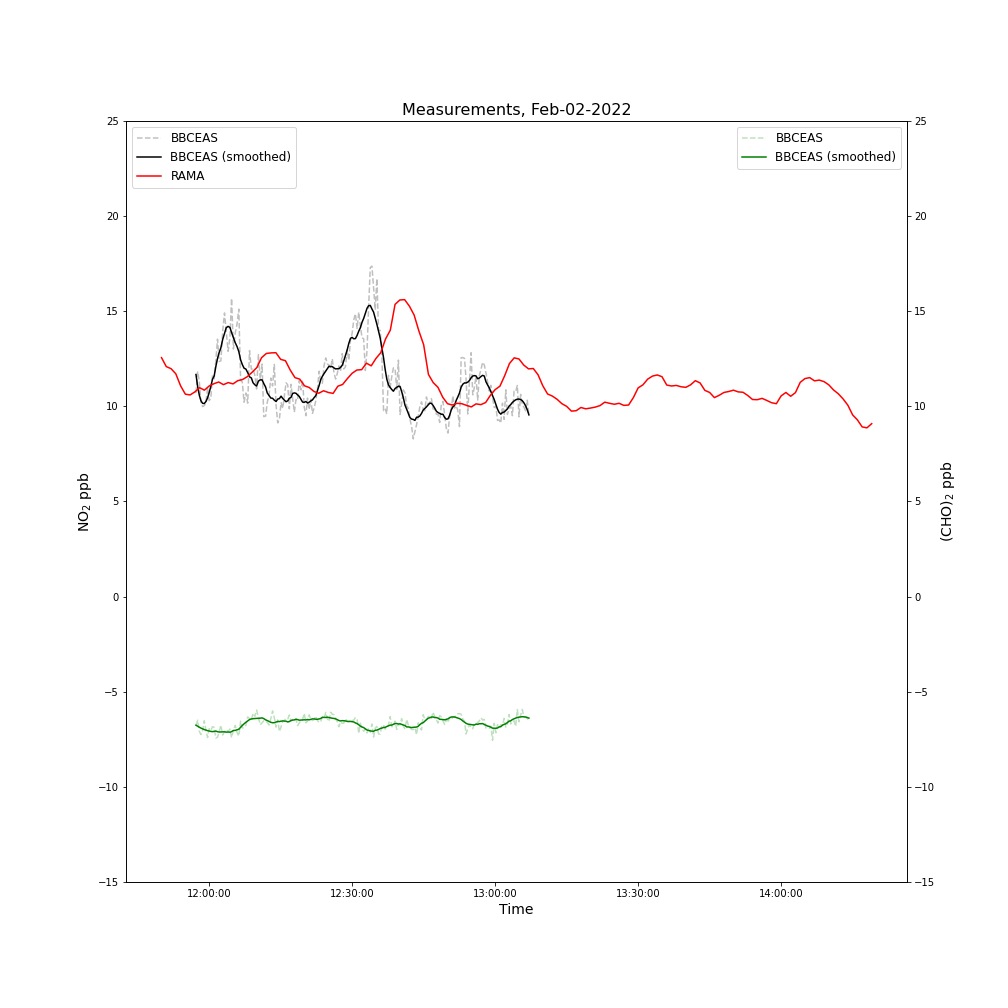 Measurements, Feb-02-2022
BBCEAS
BBCEAS (smoothed)
RAMA
BBCEAS
BBCEAS (smoothed)
25
20
15
10
5
0
−5
−10
−15
NO₂ ppb
25
20
15
10
5
0
−5
−10
−15
(CHO)₂ ppb
12:00:00 12:30:00 13:00:00 13:30:00 14:00:00
Time